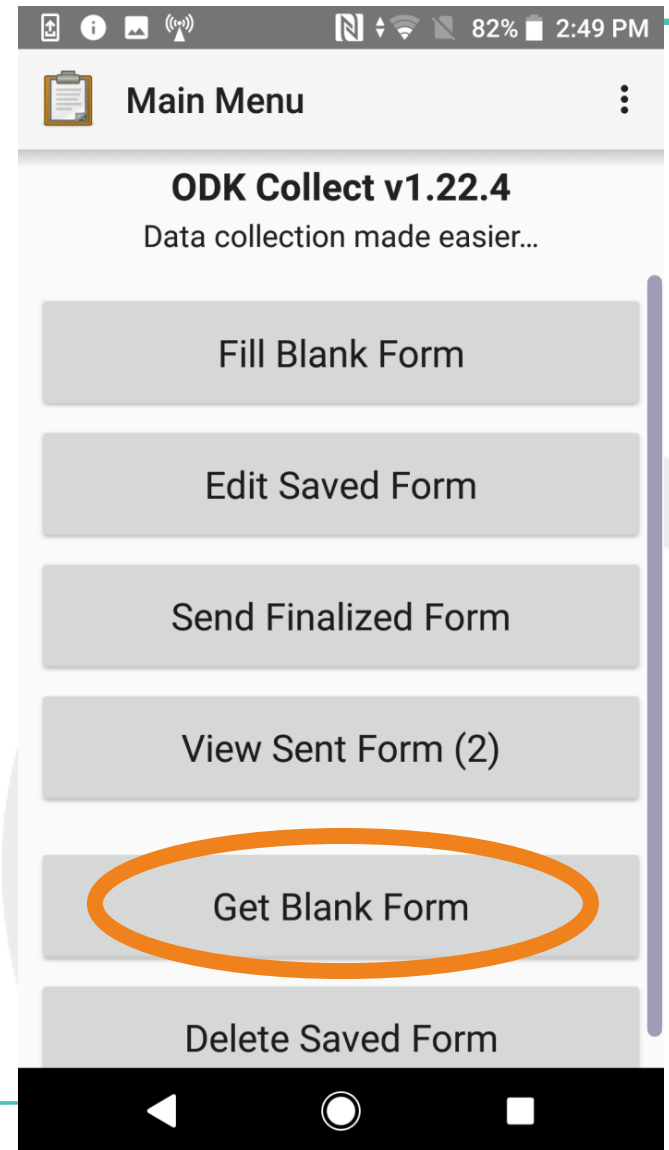 82% 2:49 PM
Main Menu
ODK Collect v1.22.4
Data collection made easier…
Fill Blank Form
Edit Saved Form
Send Finalized Form
View Sent Form (2)
Get Blank Form
Delete Saved Form